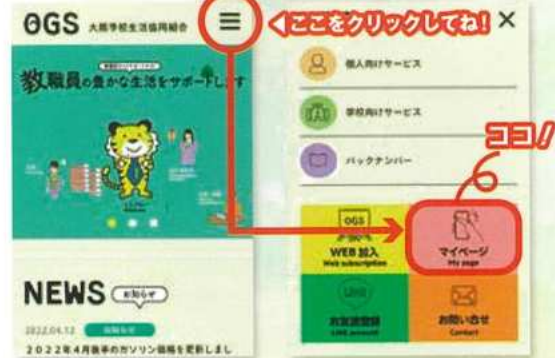 OGS 大阪学校生活協同組合
ここをクリックしてね!
教職員の豊かな生活をサポートします
NEWS お知らせ
2022.04.12 お知らせ
2022年4月後半のガソリン価格を更新しまし
個人向けサービス
学校向けサービス
バックナンバー
ココ!
OGS
WEB 加入
Web subscription
マイページ
My page
LINE
お友達登録
LINE account
お問い合せ
Contact